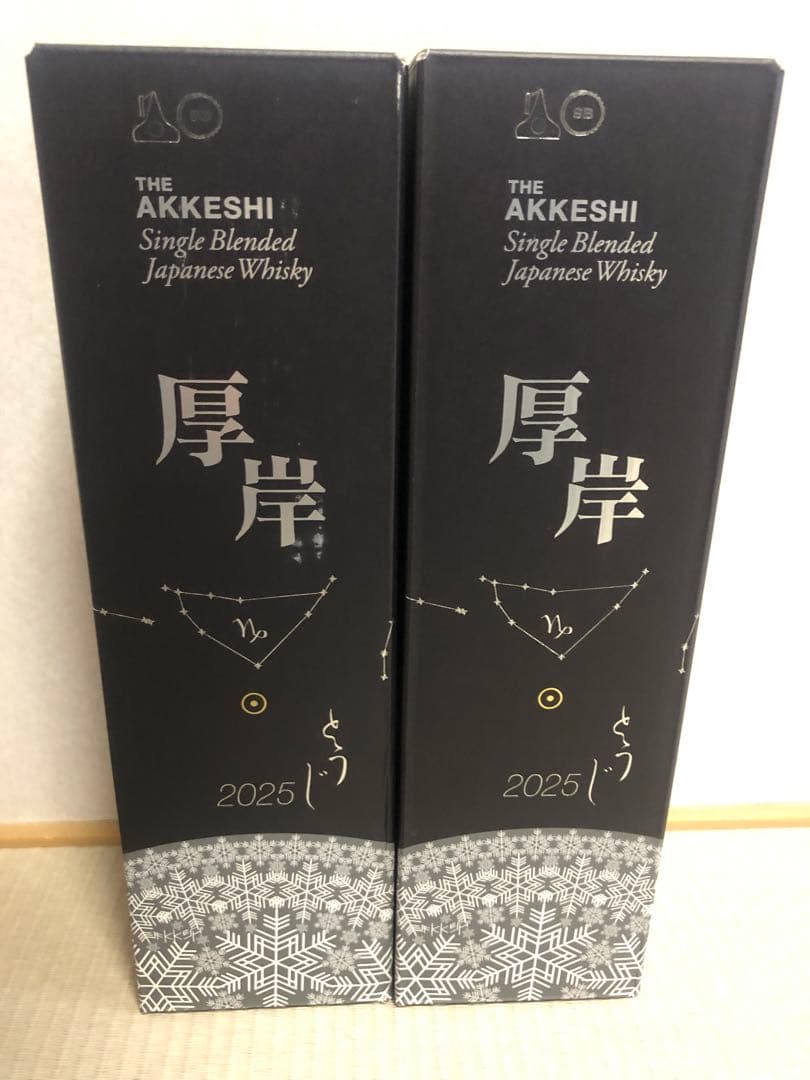 THE
AKKESHI
Single Blended
Japanese Whisky
厚岸
とうじ
2025
SB
THE
AKKESHI
Single Blended
Japanese Whisky
厚岸
とうじ
2025